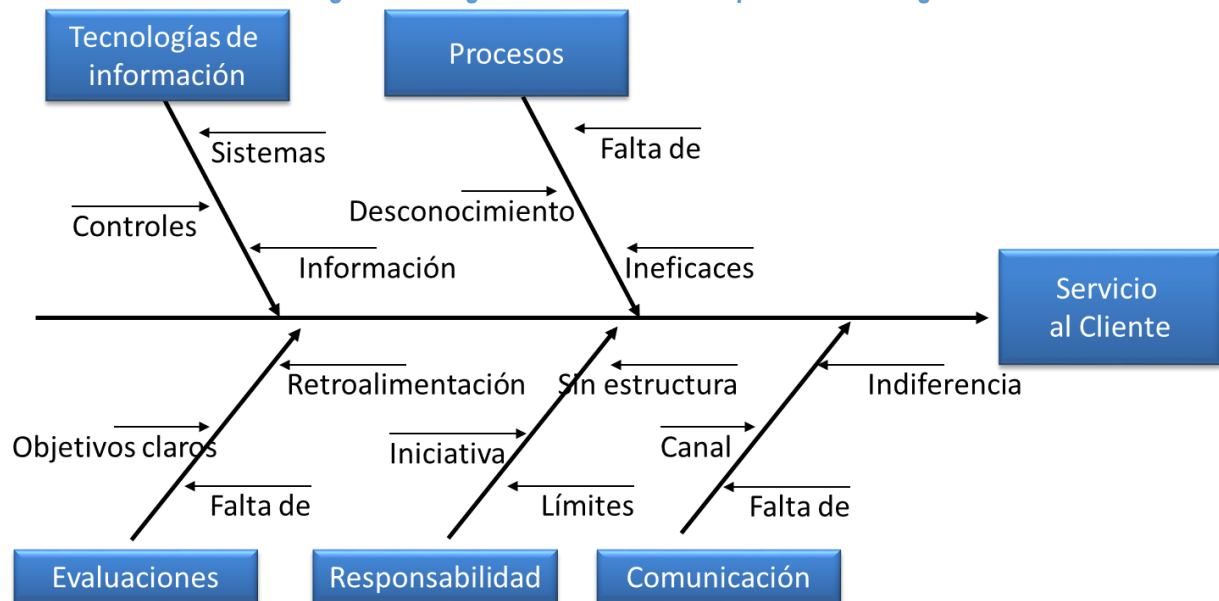 Tecnologías de
información
Procesos
Sistemas
Falta de
Controles
Desconocimiento
Información
Ineficaces
Servicio
al Cliente
Retroalimentación
Sin estructura
Indiferencia
Objetivos claros
Iniciativa
Canal
Falta de
Límites
Falta de
Evaluaciones
Responsabilidad
Comunicación